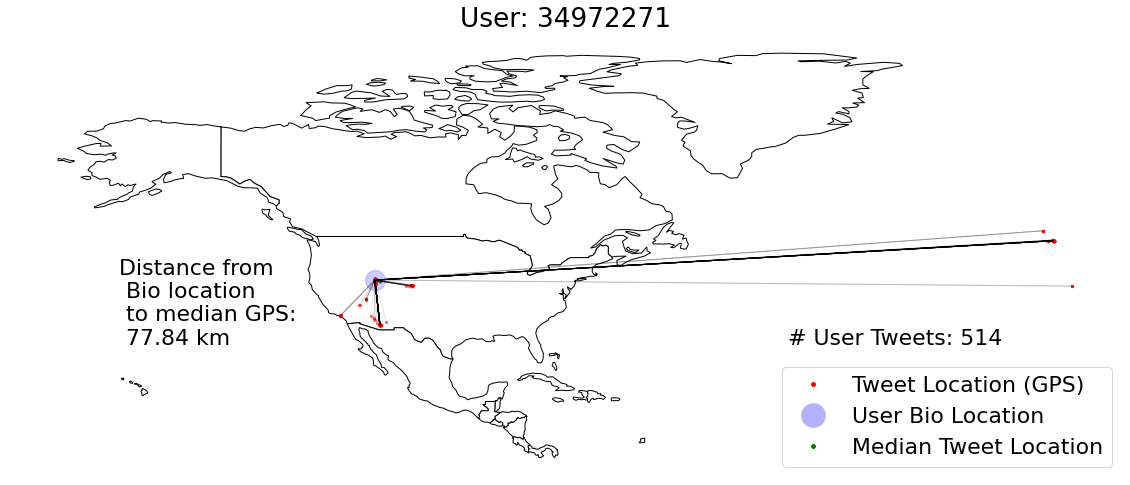 User: 34972271
Distance from
Bio location
to median GPS:
77.84 km
# User Tweets: 514
Tweet Location (GPS)
User Bio Location
Median Tweet Location